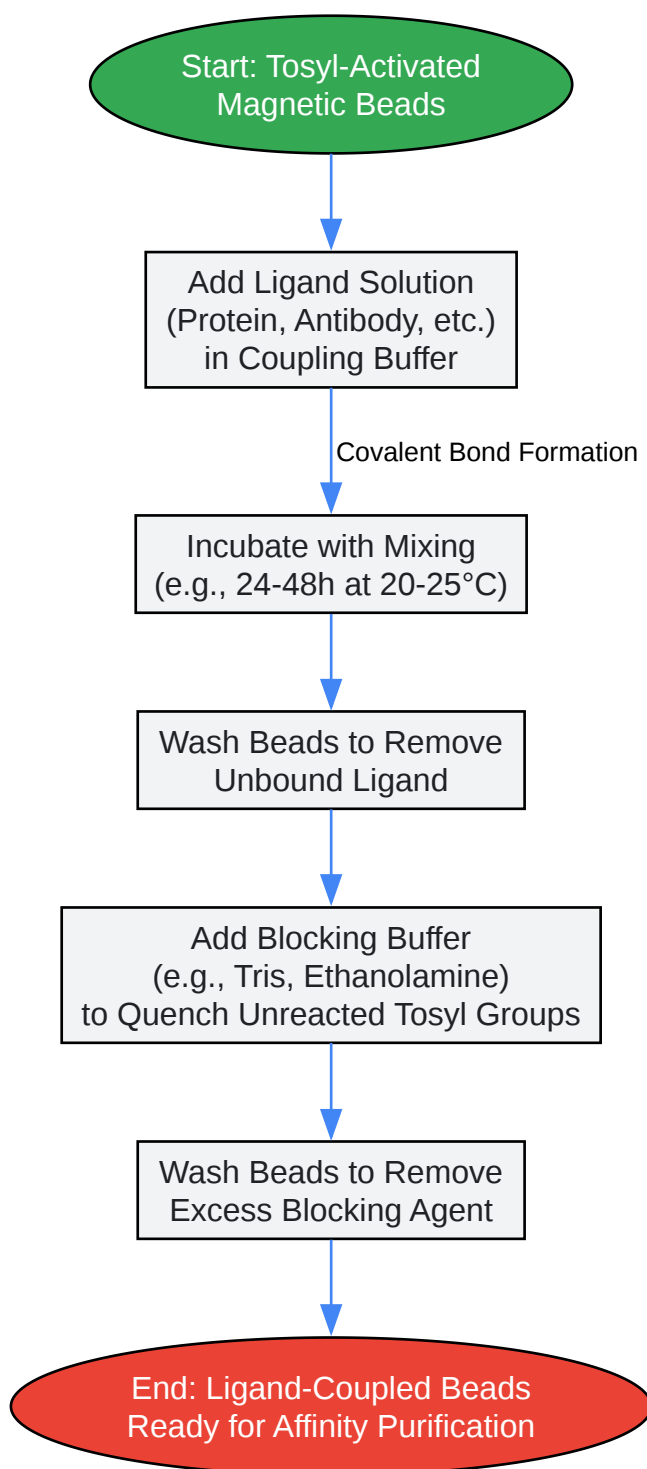 Start: Tosyl-Activated
Magnetic Beads
Add Ligand Solution
(Protein, Antibody, etc.)
in Coupling Buffer
Covalent Bond Formation
Incubate with Mixing
(e.g., 24-48h at 20-25°C)
Wash Beads to Remove
Unbound Ligand
Add Blocking Buffer
(e.g., Tris, Ethanolamine)
to Quench Unreacted Tosyl Groups
Wash Beads to Remove
Excess Blocking Agent
End: Ligand-Coupled Beads
Ready for Affinity Purification